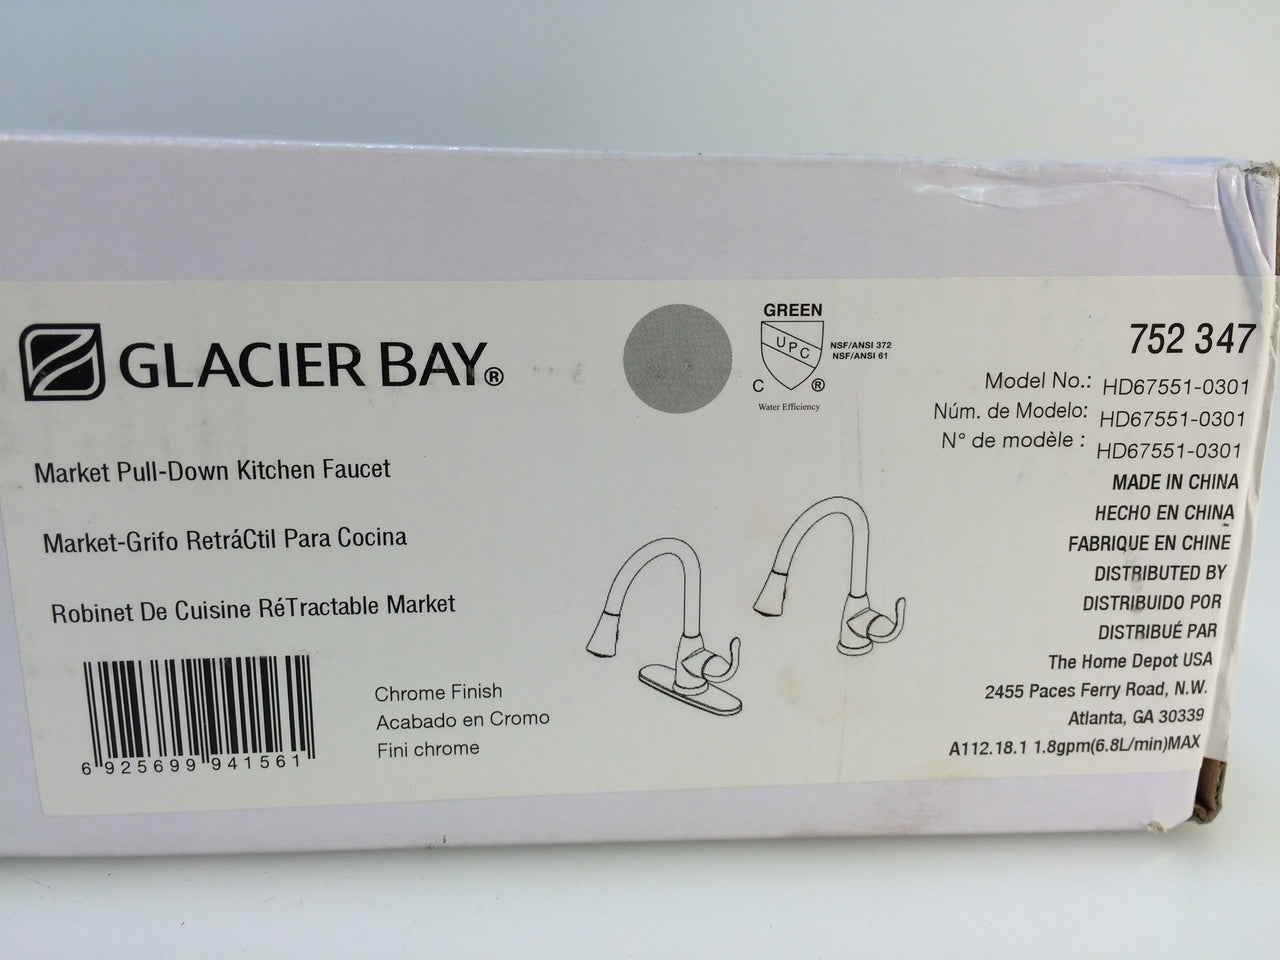 GLACIER BAY®
GREEN
UPC
C ®
Water Efficiency
NSF/ANSI 372
NSF/ANSI 61
752 347
Model No.: HD67551-0301
Núm. de Modelo: HD67551-0301
N° de modèle : HD67551-0301
MADE IN CHINA
HECHO EN CHINA
FABRIQUE EN CHINE
DISTRIBUTED BY
DISTRIBUIDO POR
DISTRIBUÉ PAR
The Home Depot USA
2455 Paces Ferry Road, N.W.
Atlanta, GA 30339
A112.18.1 1.8gpm(6.8L/min)MAX
Market Pull-Down Kitchen Faucet
Market-Grifo RetráCtil Para Cocina
Robinet De Cuisine RéTractable Market
Chrome Finish
Acabado en Cromo
Fini chrome
6 925699 941561